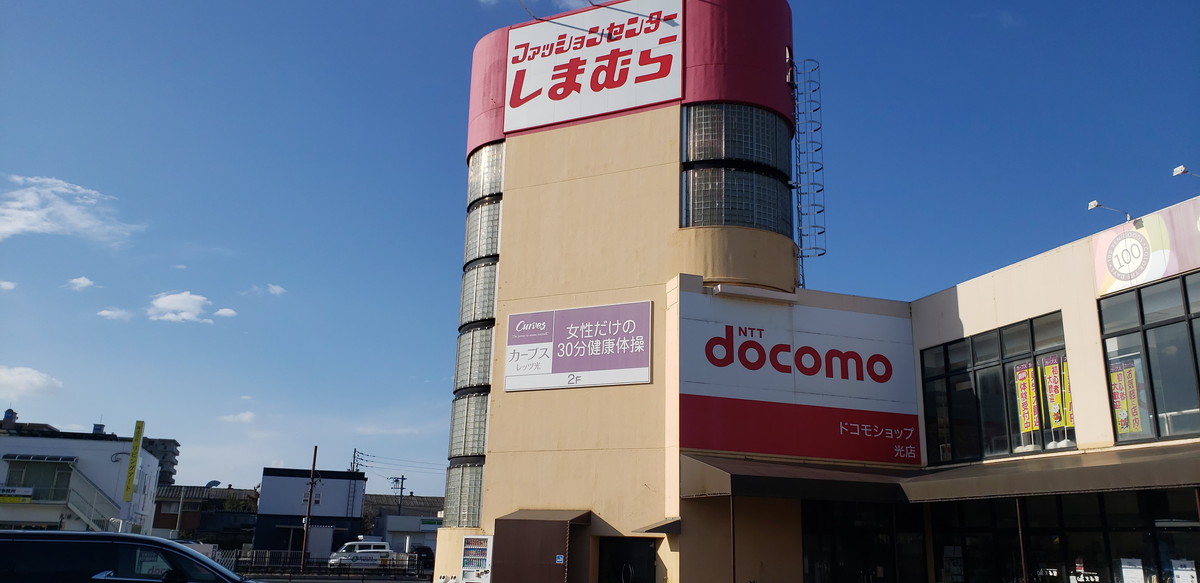 ファッションセンター
しまむら
Curves
カーブス
レッツ光
女性だけの
30分健康体操
2F
NTT
docomo
ドコモショップ
光店
100